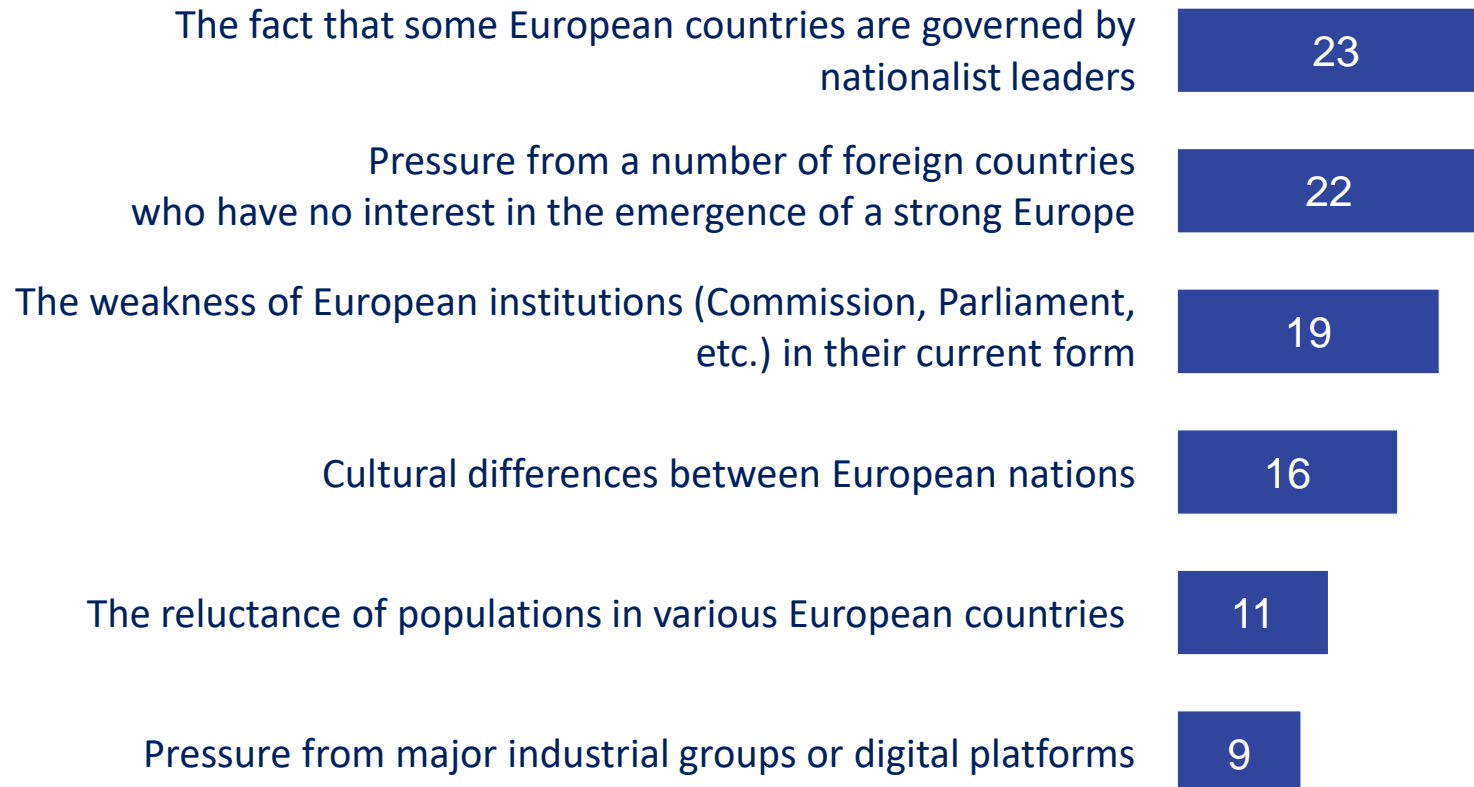 The fact that some European countries are governed by
nationalist leaders
23
Pressure from a number of foreign countries
who have no interest in the emergence of a strong Europe
22
The weakness of European institutions (Commission, Parliament,
etc.) in their current form
19
Cultural differences between European nations
16
The reluctance of populations in various European countries
11
Pressure from major industrial groups or digital platforms
9